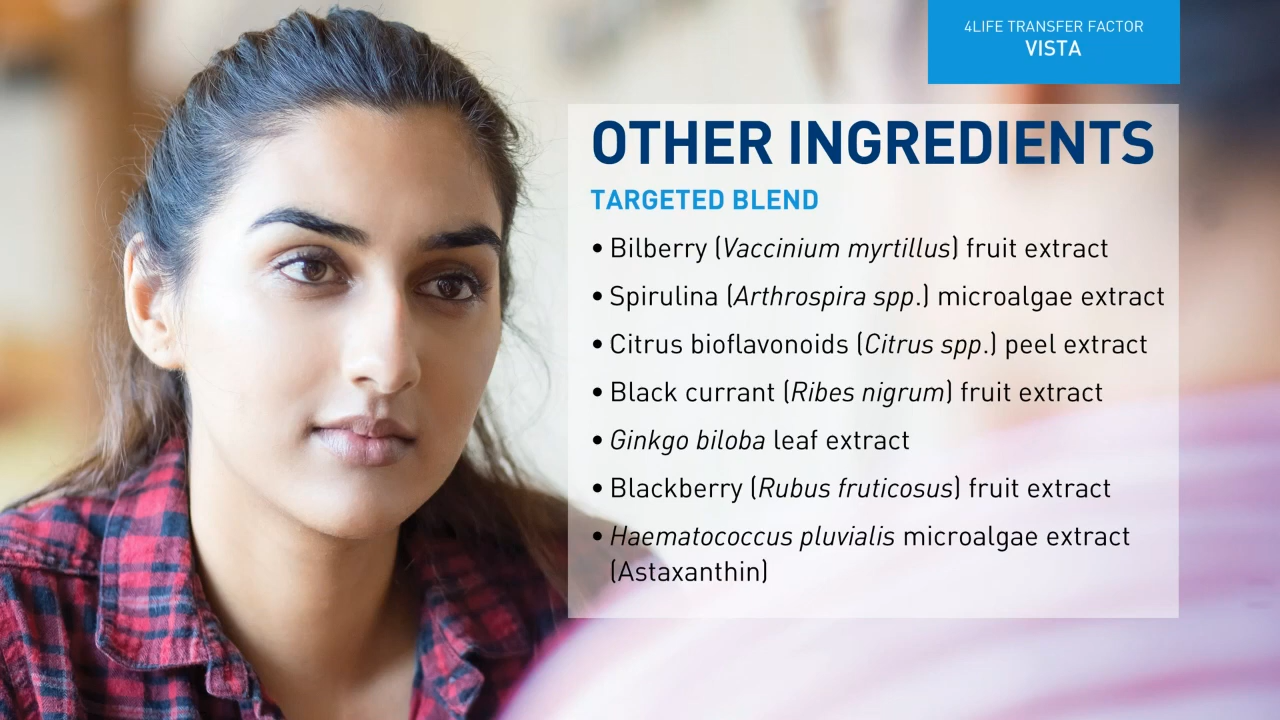 4LIFE TRANSFER FACTOR
VISTA
OTHER INGREDIENTS
TARGETED BLEND
• Bilberry (Vaccinium myrtillus) fruit extract
• Spirulina (Arthrospira spp.) microalgae extract
• Citrus bioflavonoids (Citrus spp.) peel extract
• Black currant (Ribes nigrum) fruit extract
• Ginkgo biloba leaf extract
• Blackberry (Rubus fruticosus) fruit extract
• Haematococcus pluvialis microalgae extract
(Astaxanthin)